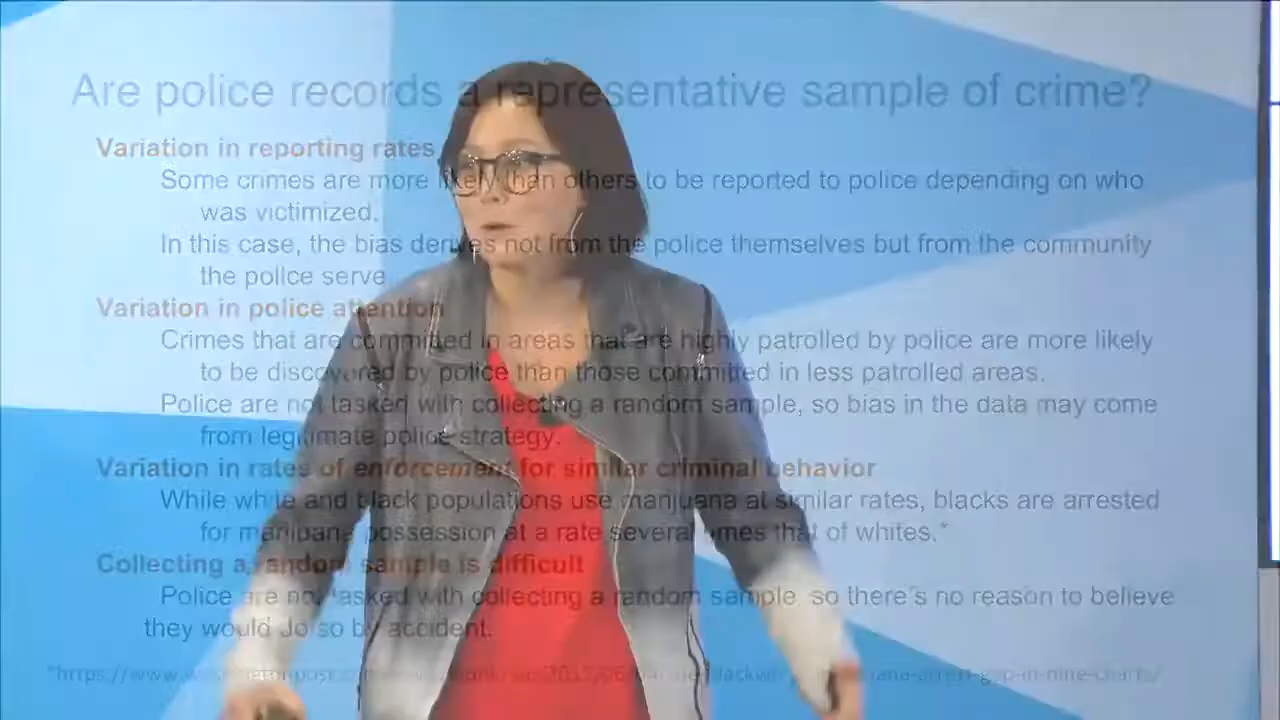 Are police records a representative sample of crime?
Variation in reporting rates
Some crimes are more likely than others to be reported to police depending on who
was victimized.
In this case, the bias derives not from the police themselves but from the community
the police serve
Variation in police attention
Crimes that are committed in areas that are highly patrolled by police are more likely
to be discovered by police than those committed in less patrolled areas.
Police are not tasked with collecting a random sample, so bias in the data may come
from legitimate police strategy.
Variation in rates of enforcement for similar criminal behavior
While white and black populations use marijuana at similar rates, blacks are arrested
for marijuana possession at a rate several times that of whites.*
Collecting a random sample is difficult
Police are not tasked with collecting a random sample, so there's no reason to believe
they would do so by accident.